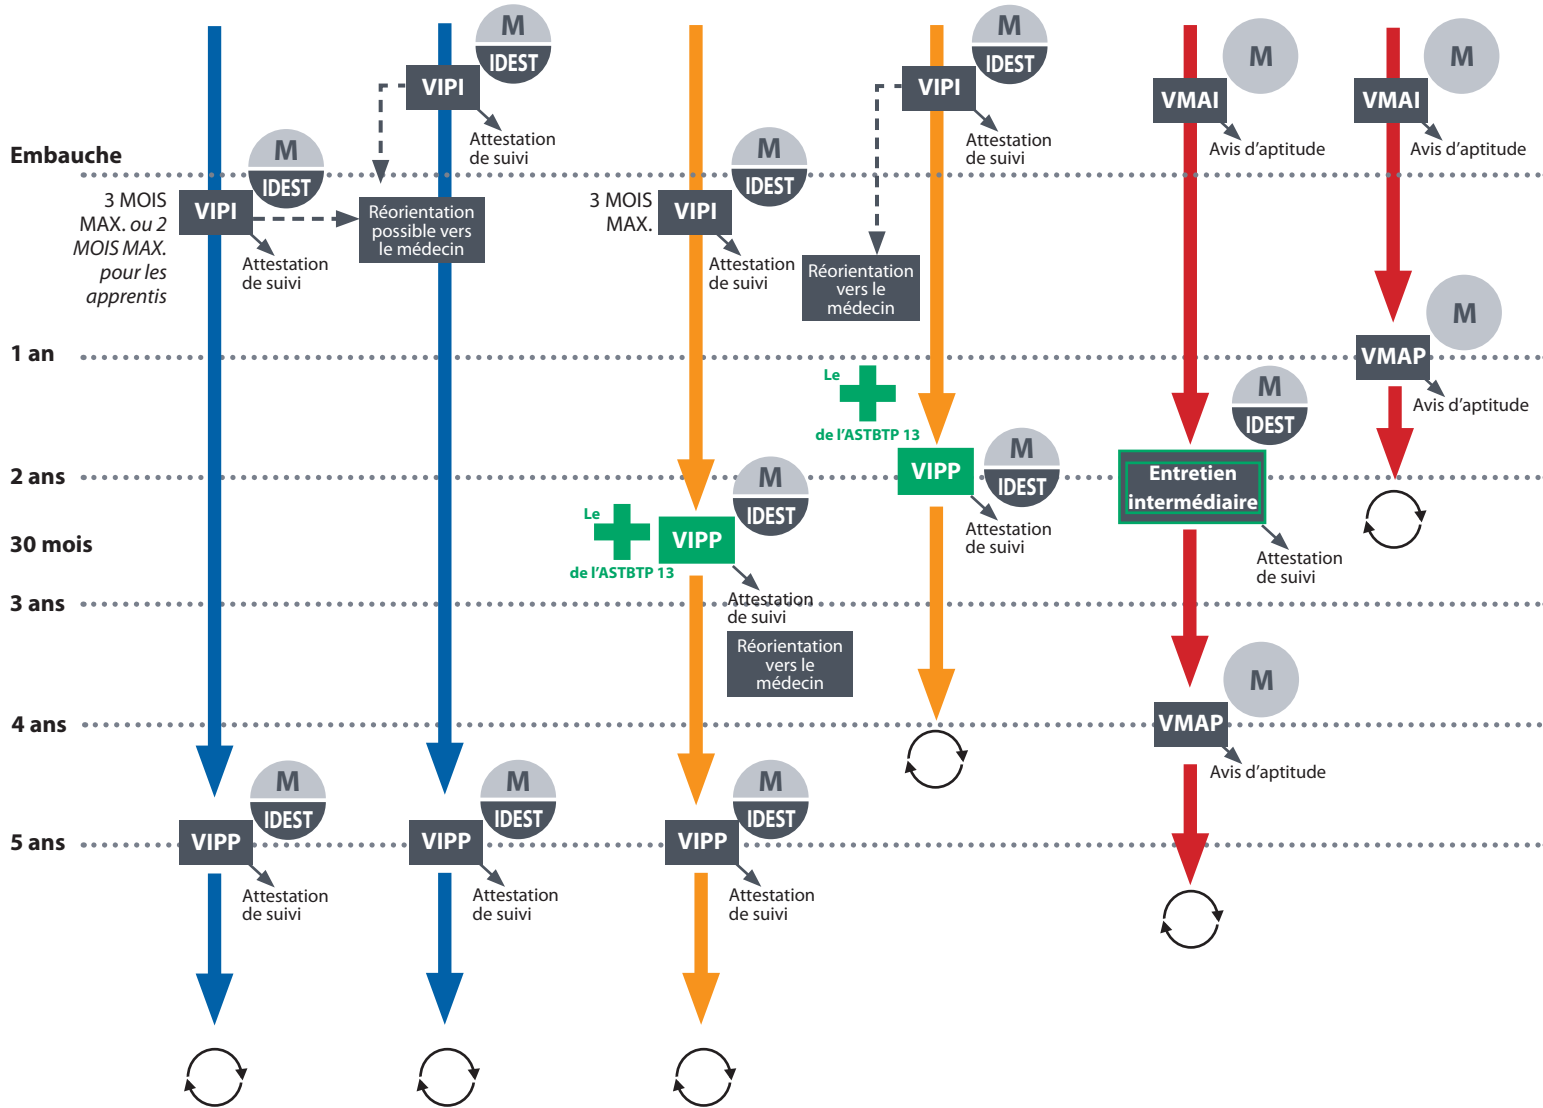 M
IDEST
VIPI
Attestation
de suivi
M
IDEST
VIPI
Attestation
de suivi
M
VMAI
Avis d’aptitude
M
VMAI
Avis d’aptitude
Embauche
M
IDEST
3 MOIS
MAX. ou 2
MOIS MAX.
pour les
apprentis
VIPI
Attestation
de suivi
Réorientation
possible vers
le médecin
M
IDEST
3 MOIS
MAX.
VIPI
Attestation
de suivi
Réorientation
vers le
médecin
1 an
M
VMAP
Avis d’aptitude
Le
de l’ASTBTP 13
M
IDEST
2 ans
VIPP
M
IDEST
Attestation
de suivi
Entretien
intermédiaire
Attestation
de suivi
30 mois
Le
de l’ASTBTP 13
VIPP
M
IDEST
Attestation
de suivi
3 ans
Réorientation
vers le
médecin
4 ans
M
VMAP
Avis d’aptitude
5 ans
VIPP
M
IDEST
Attestation
de suivi
VIPP
M
IDEST
Attestation
de suivi
VIPP
M
IDEST
Attestation
de suivi